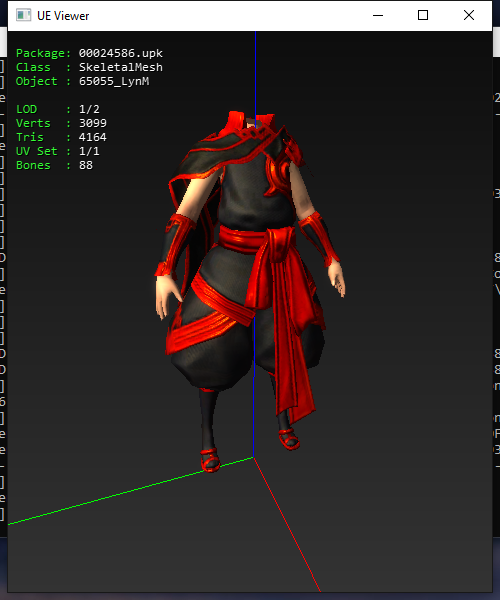 UE Viewer
Package: 00024586.upk
Class  : SkeletalMesh
Object : 65055_LynM
LOD    : 1/2
Verts  : 3099
Tris   : 4164
UV Set : 1/1
Bones  : 88